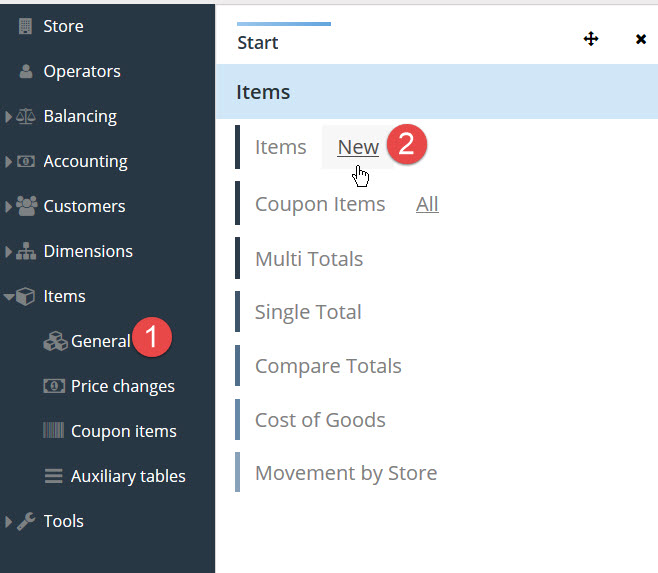 Store
Operators
Balancing
Accounting
Customers
Dimensions
Items
General 1
Price changes
Coupon items
Auxiliary tables
Tools
Start
Items
Items New 2
Coupon Items All
Multi Totals
Single Total
Compare Totals
Cost of Goods
Movement by Store